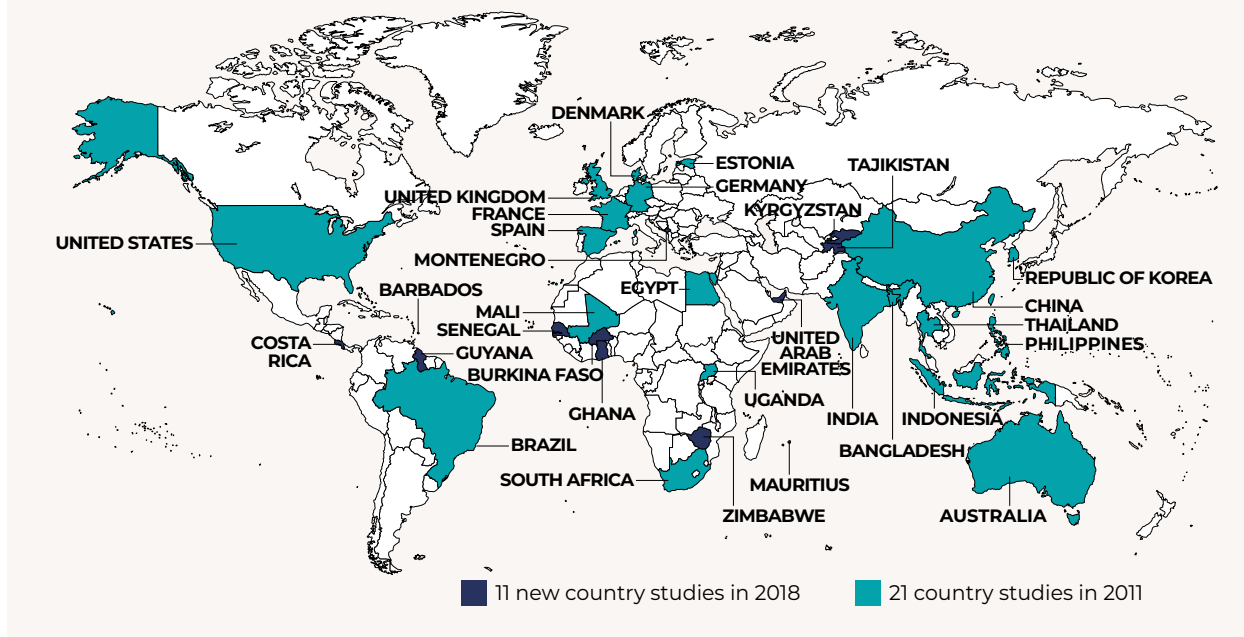 DENMARK
ESTONIA
TAJIKISTAN
GERMANY
UNITED KINGDOM
KYRGYZSTAN
FRANCE
SPAIN
UNITED STATES
MONTENEGRO
REPUBLIC OF KOREA
EGYPT
BARBADOS
CHINA
MALI
THAILAND
SENEGAL
UNITED
ARAB
EMIRATES
PHILIPPINES
COSTA
RICA
GUYANA
BURKINA FASO
UGANDA
GHANA
INDIA
INDONESIA
BRAZIL
BANGLADESH
SOUTH AFRICA
MAURITIUS
ZIMBABWE
AUSTRALIA
11 new country studies in 2018
21 country studies in 2011